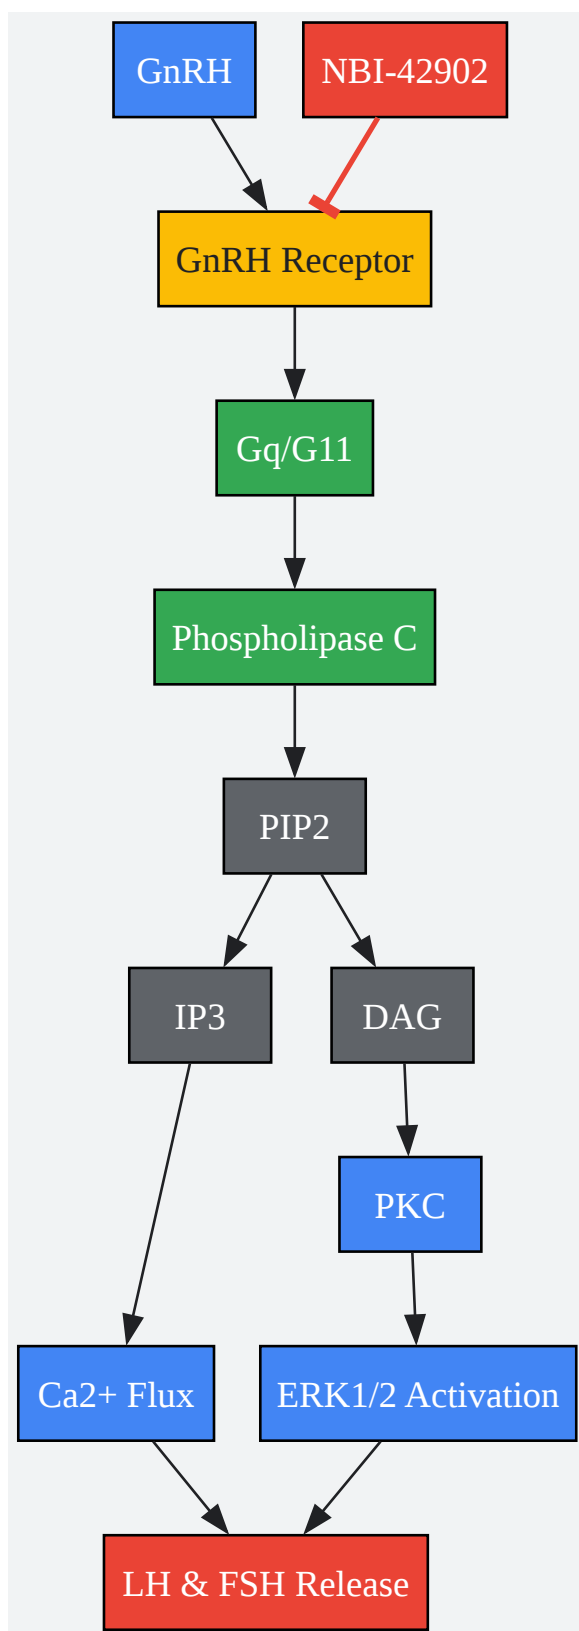 GnRH
NBI-42902
GnRH Receptor
Gq/G11
Phospholipase C
PIP2
IP3
DAG
PKC
Ca2+ Flux
ERK1/2 Activation
LH & FSH Release